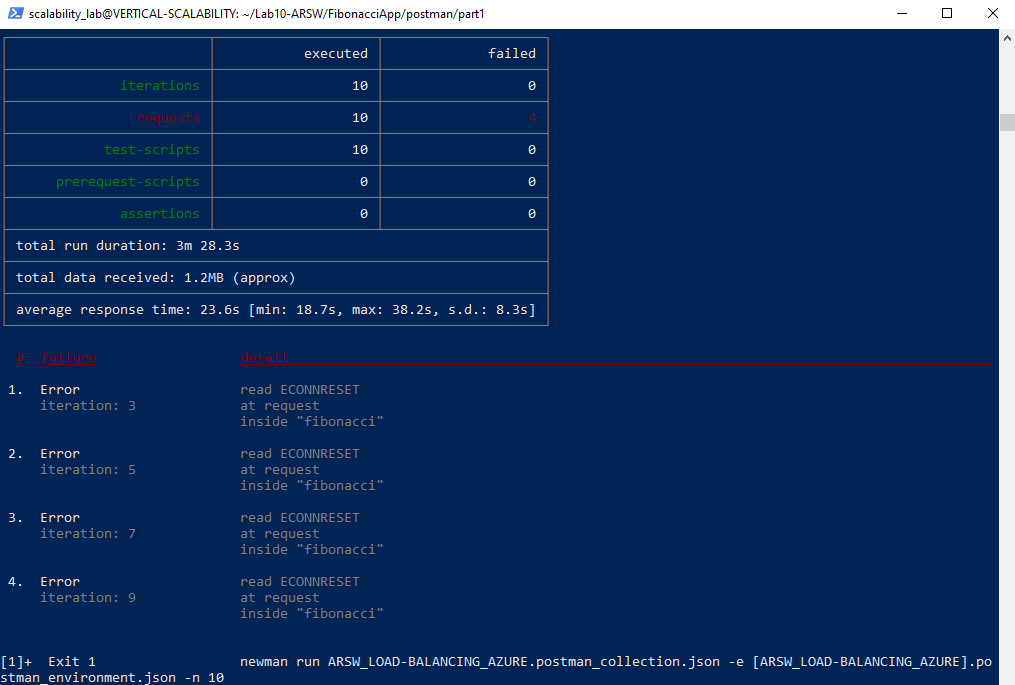 scalability_lab@VERTICAL-SCALABILITY: ~/Lab10-ARSW/FibonacciApp/postman/part1
executed failed
iterations 10 0
requests 10 4
test-scripts 10 0
prerequest-scripts 0 0
assertions 0 0
total run duration: 3m 28.3s
total data received: 1.2MB (approx)
average response time: 23.6s [min: 18.7s, max: 38.2s, s.d.: 8.3s]
# failure detail
1. Error read ECONNRESET
iteration: 3 at request
inside "fibonacci"
2. Error read ECONNRESET
iteration: 5 at request
inside "fibonacci"
3. Error read ECONNRESET
iteration: 7 at request
inside "fibonacci"
4. Error read ECONNRESET
iteration: 9 at request
inside "fibonacci"
[1]+ Exit 1 newman run ARSW_LOAD-BALANCING_AZURE.postman_collection.json -e [ARSW_LOAD-BALANCING_AZURE].po
stman_environment.json -n 10